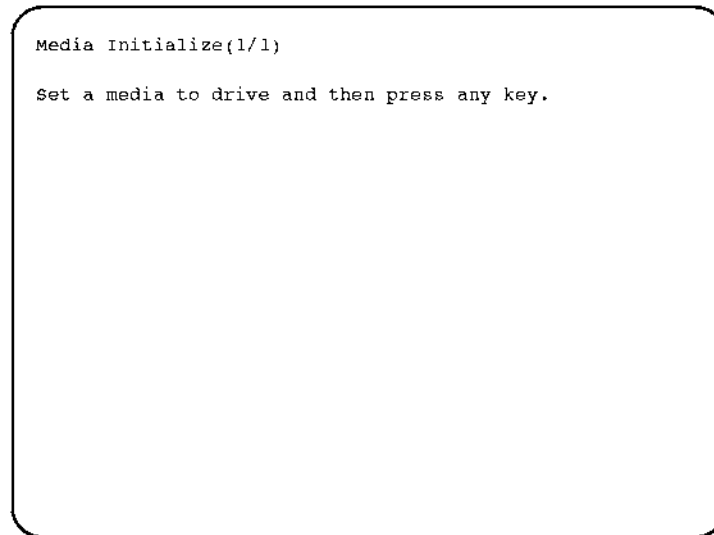 Media Initialize(1/1)
Set a media to drive and then press any key.